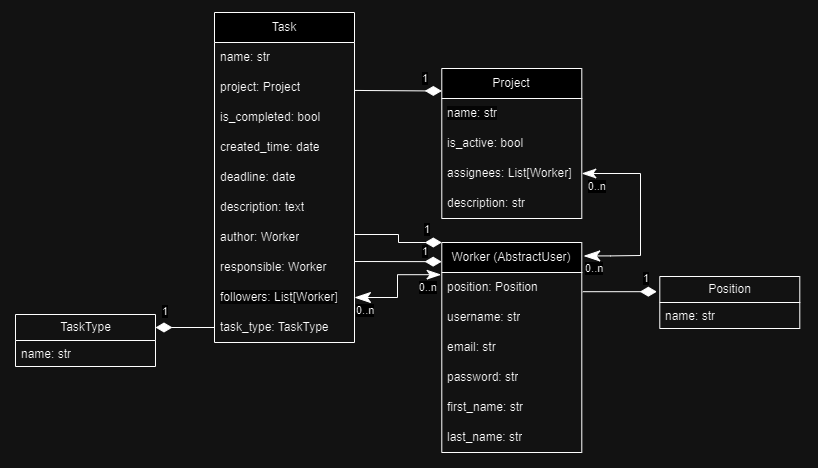 Task
name: str
project: Project
is_completed: bool
created_time: date
deadline: date
description: text
author: Worker
responsible: Worker
followers: List[Worker]
task_type: TaskType
1
Project
name: str
is_active: bool
assignees: List[Worker]
description: str
0..n
0..n
1
1
0..n
0..n
Worker (AbstractUser)
position: Position
username: str
email: str
password: str
first_name: str
last_name: str
1
Position
name: str
1
TaskType
name: str